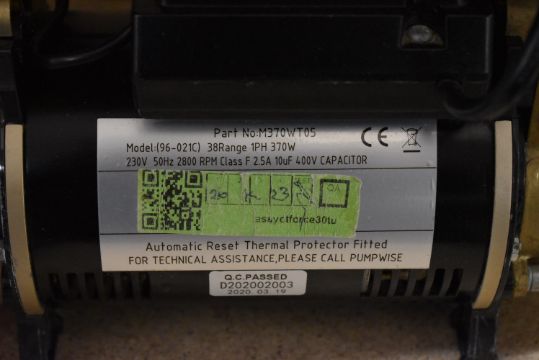 Part No:M370WT05
Model:(96-021C) 38Range 1PH 370W
230V 50Hz 2800 RPM Class F 2.5A 10uF 400V CAPACITOR
CE
23
Automatic Reset Thermal Protector Fitted
FOR TECHNICAL ASSISTANCE,PLEASE CALL PUMPWISE
Q.C.PASSED
D202002003
2020.03.19